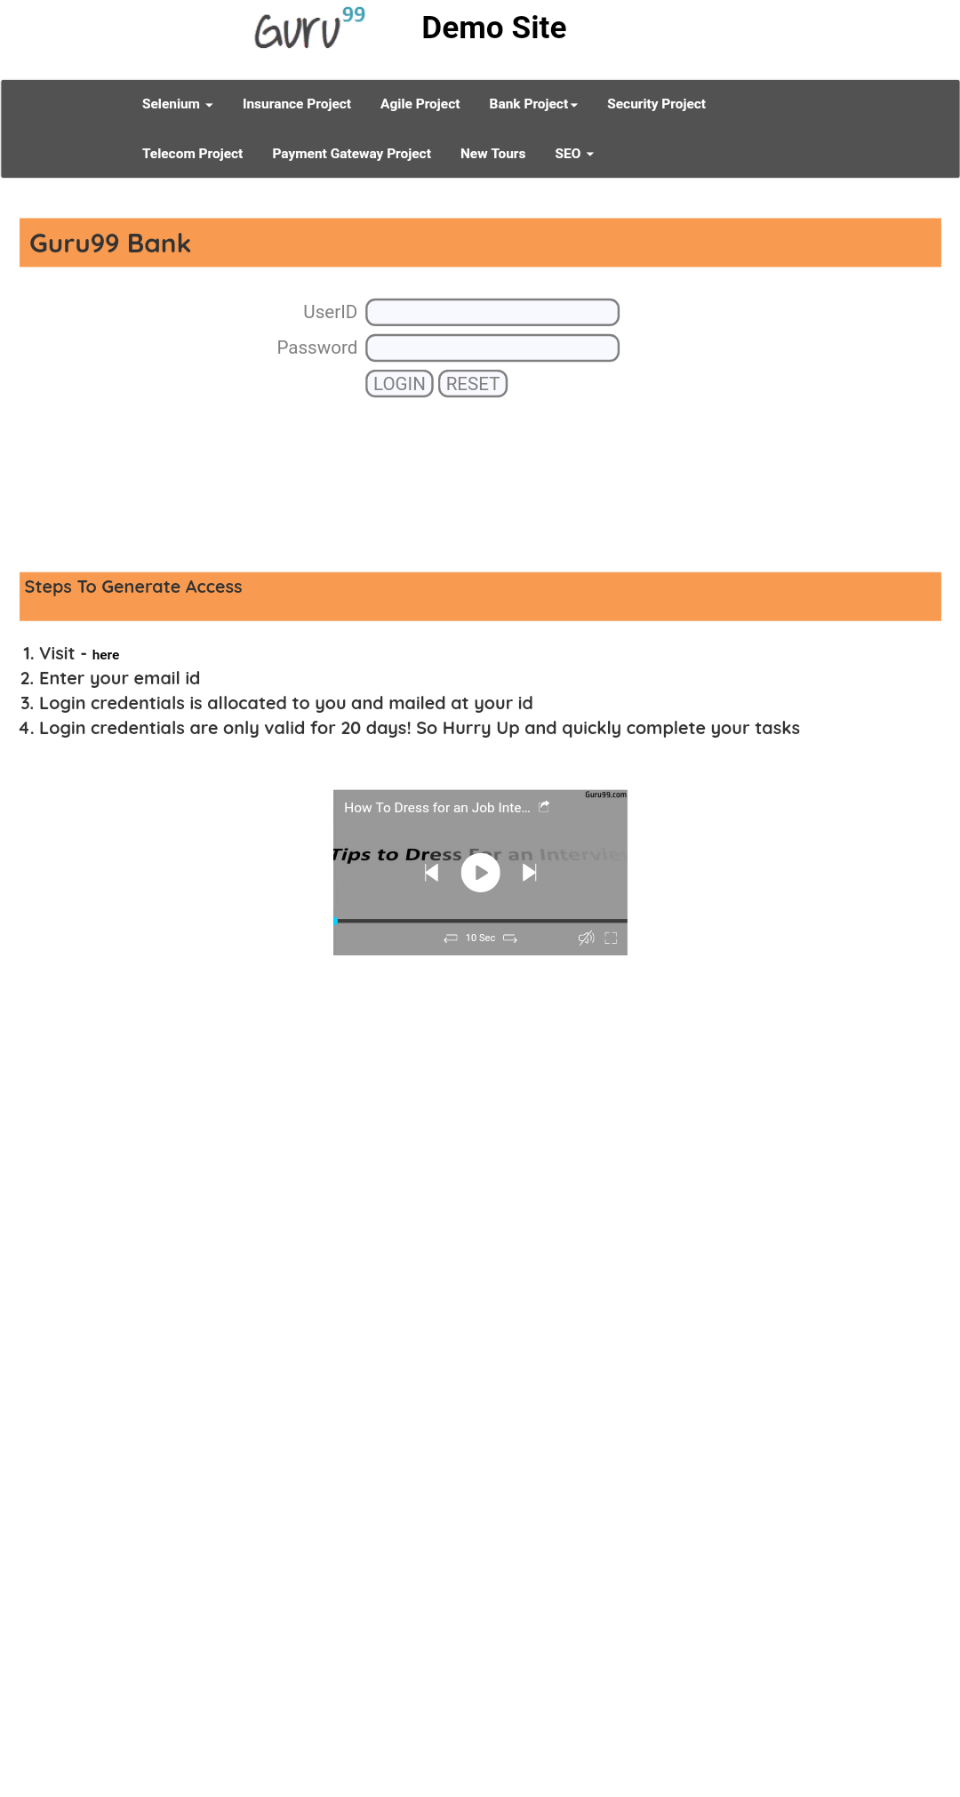 Guru99 Demo Site
Selenium Insurance Project Agile Project Bank Project Security Project
Telecom Project Payment Gateway Project New Tours SEO
Guru99 Bank
UserID
Password
LOGIN RESET
Steps To Generate Access
1. Visit - here
2. Enter your email id
3. Login credentials is allocated to you and mailed at your id
4. Login credentials are only valid for 20 days! So Hurry Up and quickly complete your tasks
Guru99.com
How To Dress for an Job Inte...
Tips to Dress For an Intervie
10 Sec